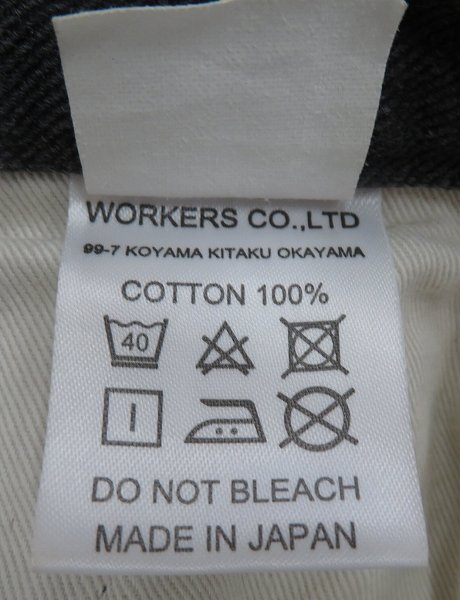 WORKERS CO.,LTD
99-7 KOYAMA KITAKU OKAYAMA
COTTON 100%
40
DO NOT BLEACH
MADE IN JAPAN